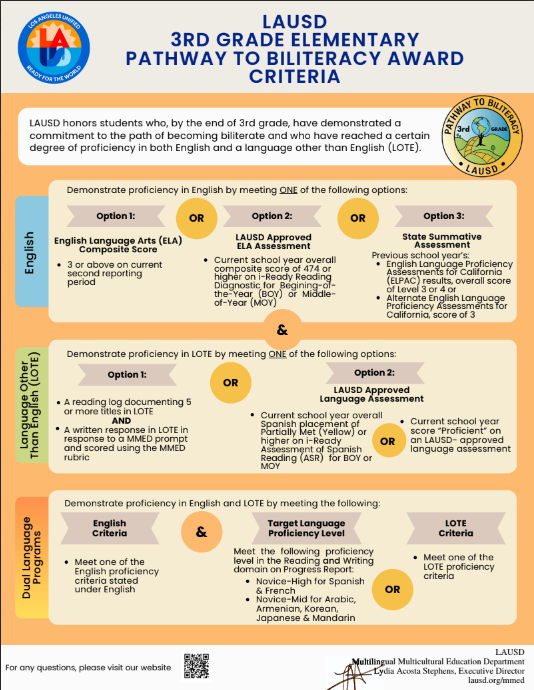 LOS ANGELES UNIFIED
LAUSD
READY FOR THE WORLD
LAUSD
3RD GRADE ELEMENTARY
PATHWAY TO BILITERACY AWARD
CRITERIA
LAUSD honors students who, by the end of 3rd grade, have demonstrated a
commitment to the path of becoming biliterate and who have reached a certain
degree of proficiency in both English and a language other than English (LOTE).
PATHWAY TO BILITERACY
3rd GRADE
• LAUSD •
English
Demonstrate proficiency in English by meeting ONE of the following options:
Option 1:
English Language Arts (ELA)
Composite Score
• 3 or above on current
second reporting
period
OR
Option 2:
LAUSD Approved
ELA Assessment
• Current school year overall
composite score of 474 or
higher on i-Ready Reading
Diagnostic for Begining-of-
the-Year (BOY) or Middle-
of-Year (MOY)
OR
Option 3:
State Summative
Assessment
Previous school year's:
• English Language Proficiency
Assessments for California
(ELPAC) results, overall score
of Level 3 or 4 or
• Alternate English Language
Proficiency Assessments for
California, score of 3
&
Language Other
Than English (LOTE)
Demonstrate proficiency in LOTE by meeting ONE of the following options:
Option 1:
• A reading log documenting 5
or more titles in LOTE
AND
• A written response in LOTE in
response to a MMED prompt
and scored using the MMED
rubric
OR
Option 2:
LAUSD Approved
Language Assessment
• Current school year overall
Spanish placement of
Partially Met (Yellow) or
higher on i-Ready
Assessment of Spanish
Reading (ASR) for BOY or
MOY
OR
• Current school year
score “Proficient” on
an LAUSD- approved
language assessment
Dual Language
Programs
Demonstrate proficiency in English and LOTE by meeting the following:
English
Criteria
• Meet one of the
English proficiency
criteria stated
under English
&
Target Language
Proficiency Level
Meet the following proficiency
level in the Reading and Writing
domain on Progress Report:
• Novice-High for Spanish
& French
• Novice-Mid for Arabic,
Armenian, Korean,
Japanese & Mandarin
OR
LOTE
Criteria
• Meet one of the
LOTE proficiency
criteria
For any questions, please visit our website
LAUSD
Multilingual Multicultural Education Department
Lydia Acosta Stephens, Executive Director
lausd.org/mmed